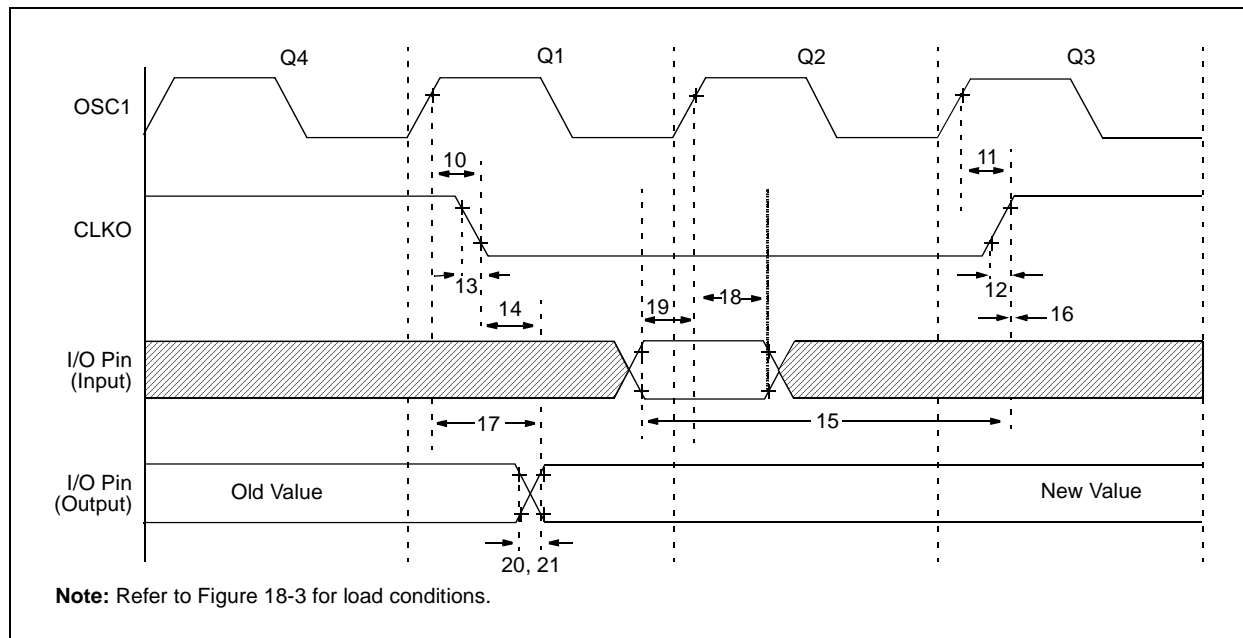 Q4 Q1 Q2 Q3
OSC1
10 11
CLKO
13 12
14 19 18 16
I/O Pin
(Input)
17 15
I/O Pin
(Output)
Old Value New Value
20, 21
Note: Refer to Figure 18-3 for load conditions.